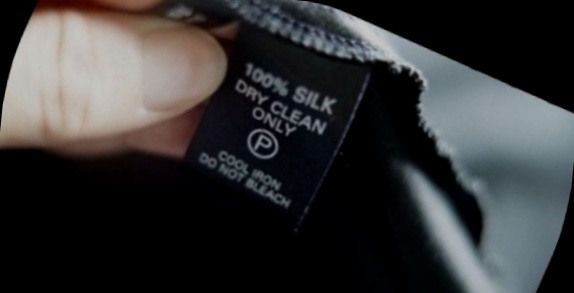 100% SILK
DRY CLEAN
ONLY
P
COOL IRON
DO NOT BLEACH